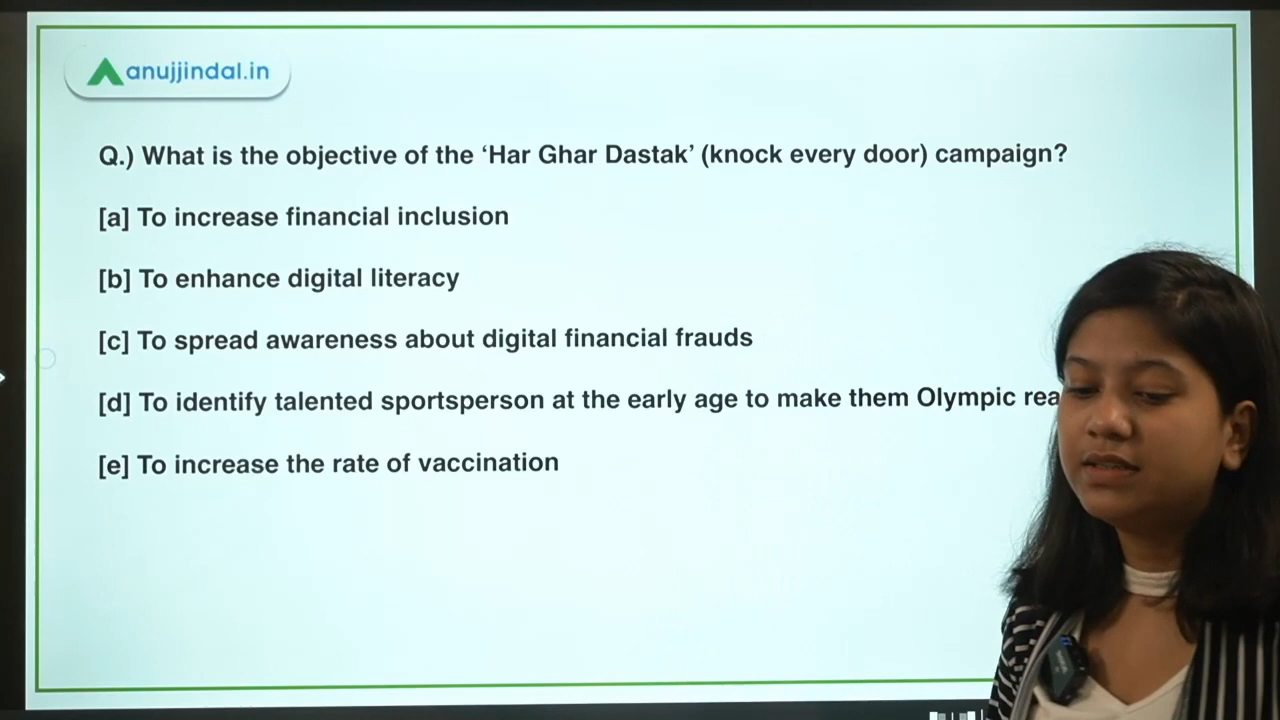 anujjindal.in
Q.) What is the objective of the ‘Har Ghar Dastak’ (knock every door) campaign?
[a] To increase financial inclusion
[b] To enhance digital literacy
[c] To spread awareness about digital financial frauds
[d] To identify talented sportsperson at the early age to make them Olympic rea
[e] To increase the rate of vaccination